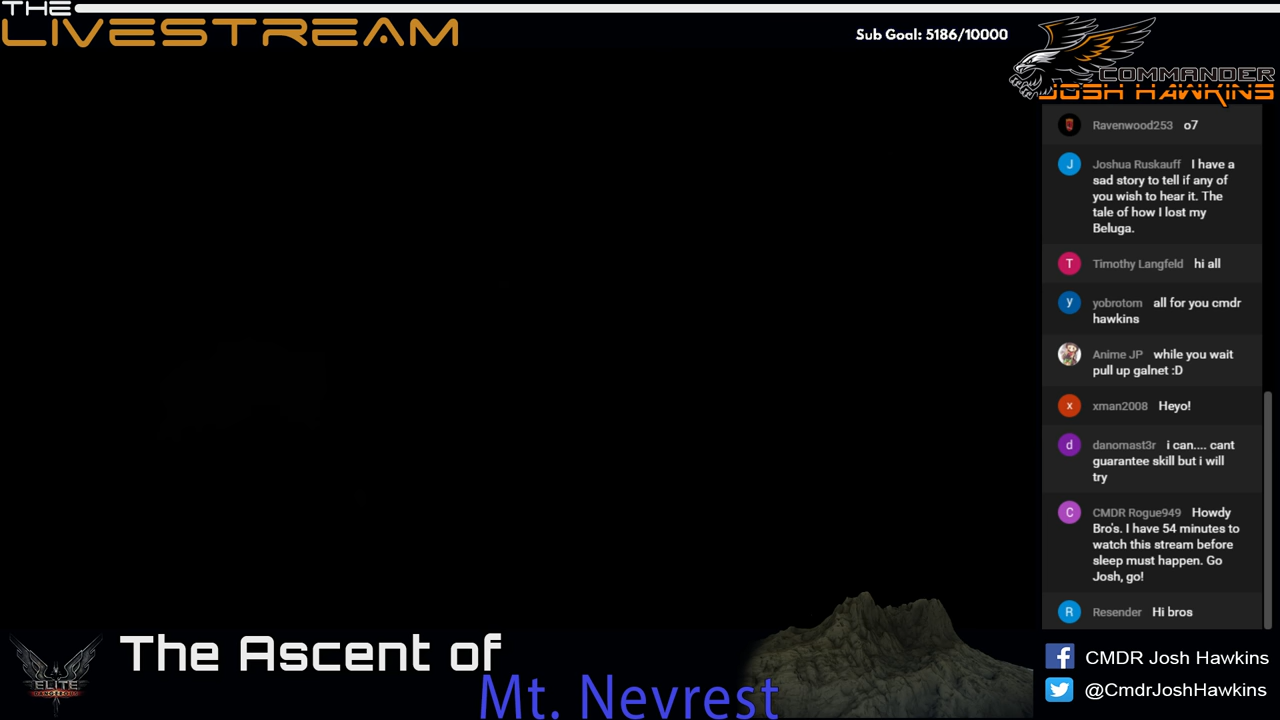 THE
LIVESTREAM
Sub Goal: 5186/10000
COMMANDER
JOSH HAWKINS
Ravenwood253 o7
J
Joshua Ruskauff I have a
sad story to tell if any of
you wish to hear it. The
tale of how I lost my
Beluga.
T
Timothy Langfeld hi all
y
yobrotom all for you cmdr
hawkins
Anime JP while you wait
pull up galnet :D
x
xman2008 Heyo!
d
danomast3r i can.... cant
guarantee skill but i will
try
C
CMDR Rogue949 Howdy
Bro's. I have 54 minutes to
watch this stream before
sleep must happen. Go
Josh, go!
R
Resender Hi bros
ELITE
DANGEROUS
The Ascent of
Mt. Nevrest
f
CMDR Josh Hawkins
@CmdrJoshHawkins